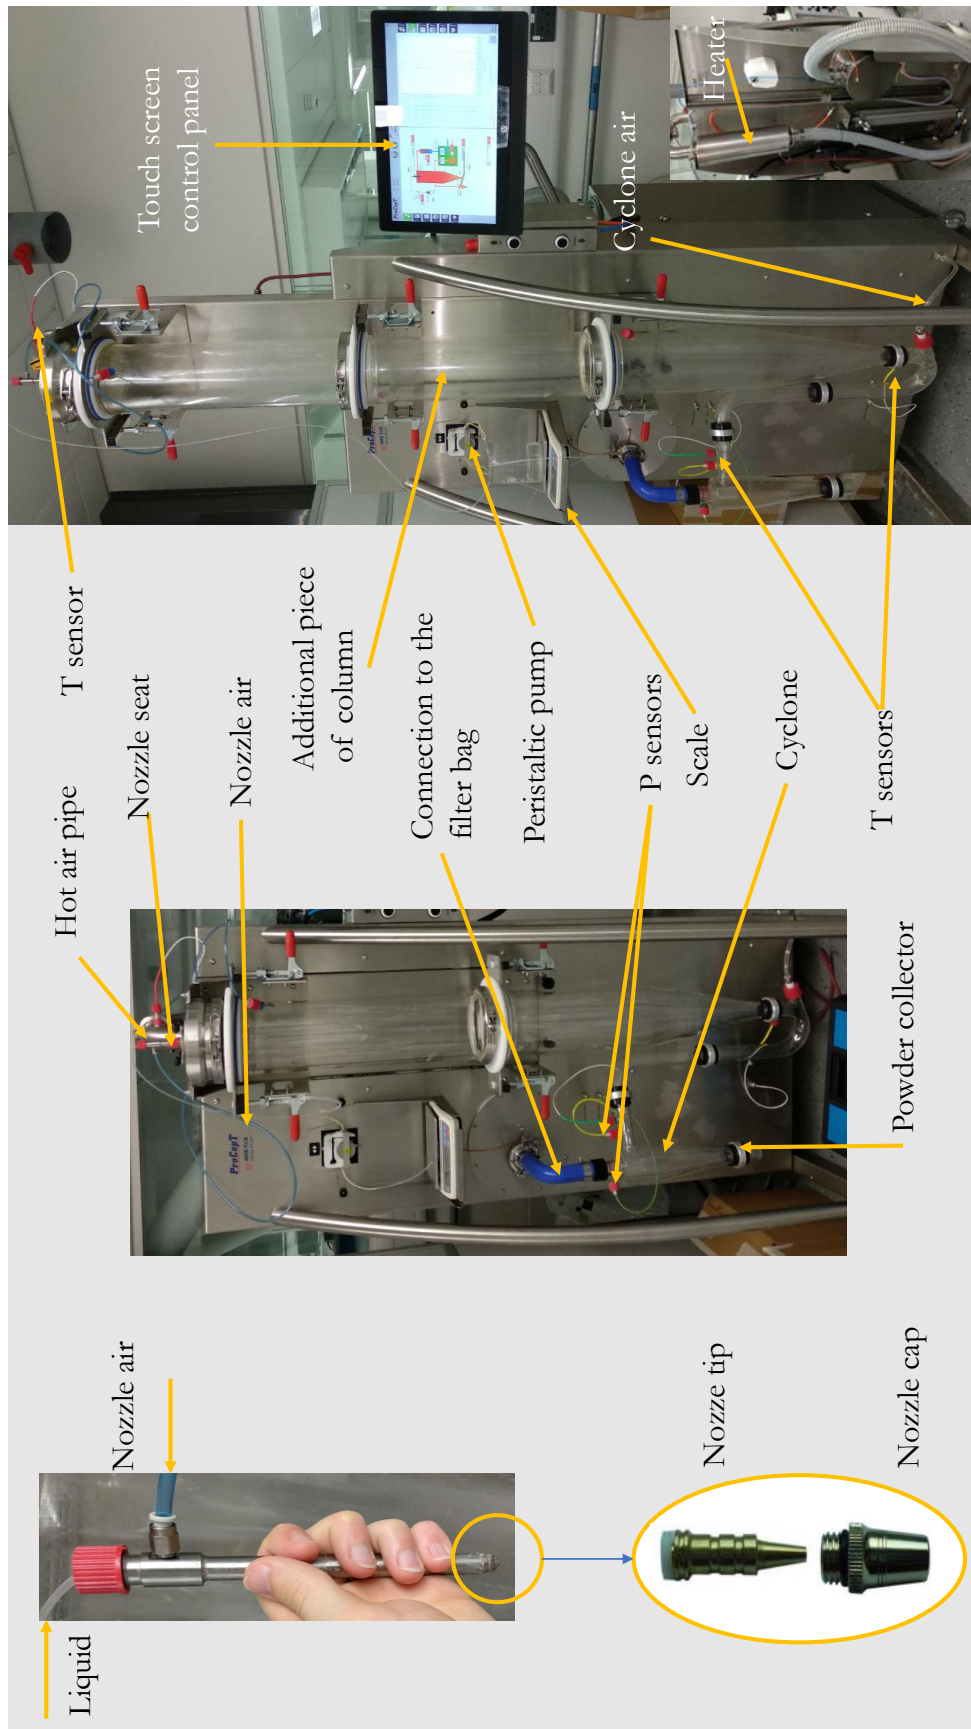 Liquid
Nozzle air
Nozze tip
Nozzle cap
Hot air pipe
Nozzle seat
Nozzle air
T sensor
Additional piece
of column
Connection to the
filter bag
Peristaltic pump
P sensors
Scale
Cyclone
T sensors
Powder collector
Touch screen
control panel
Cyclone air
Heater
ProCepT
ProCepT
ProCepT